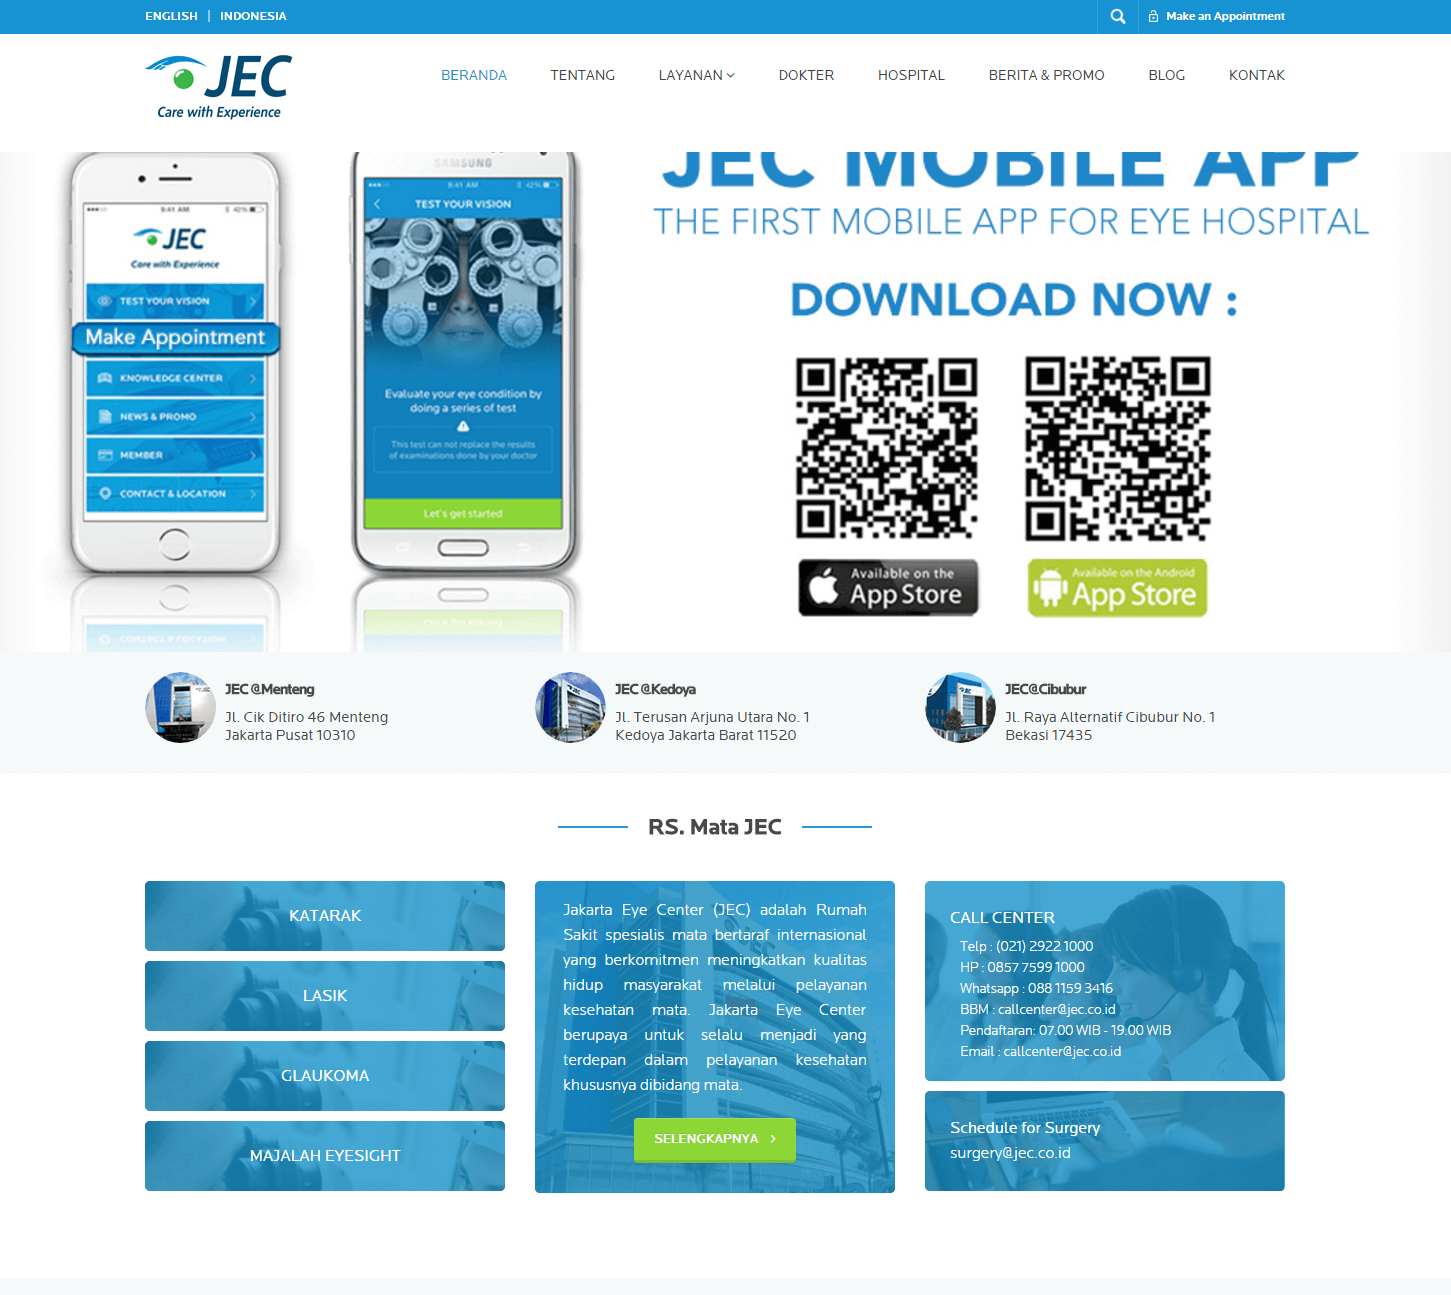 ENGLISH | INDONESIA
Make an Appointment
JEC
Care with Experience
BERANDA
TENTANG
LAYANAN
DOKTER
HOSPITAL
BERITA & PROMO
BLOG
KONTAK
9:41 AM
42%
JEC
Care with Experience
TEST YOUR VISION
Make Appointment
KNOWLEDGE CENTER
NEWS & PROMO
MEMBER
CONTACT & LOCATION
SAMSUNG
9:41 AM
42%
TEST YOUR VISION
Evaluate your eye condition by
doing a series of test
This test can not replace the results
of examinations done by your doctor
Let's get started
JEC MOBILE APP
THE FIRST MOBILE APP FOR EYE HOSPITAL
DOWNLOAD NOW :
Available on the
App Store
Available on the Android
App Store
JEC @Menteng
Jl. Cik Ditiro 46 Menteng
Jakarta Pusat 10310
JEC @Kedoya
Jl. Terusan Arjuna Utara No. 1
Kedoya Jakarta Barat 11520
JEC@Cibubur
Jl. Raya Alternatif Cibubur No. 1
Bekasi 17435
RS. Mata JEC
KATARAK
LASIK
GLAUKOMA
MAJALAH EYESIGHT
Jakarta Eye Center (JEC) adalah Rumah
Sakit spesialis mata bertaraf internasional
yang berkomitmen meningkatkan kualitas
hidup masyarakat melalui pelayanan
kesehatan mata. Jakarta Eye Center
berupaya untuk selalu menjadi yang
terdepan dalam pelayanan kesehatan
khususnya dibidang mata.
SELENGKAPNYA
CALL CENTER
Telp : (021) 2922 1000
HP : 0857 7599 1000
Whatsapp : 088 1159 3416
BBM : callcenter@jec.co.id
Pendaftaran: 07.00 WIB - 19.00 WIB
Email : callcenter@jec.co.id
Schedule for Surgery
surgery@jec.co.id